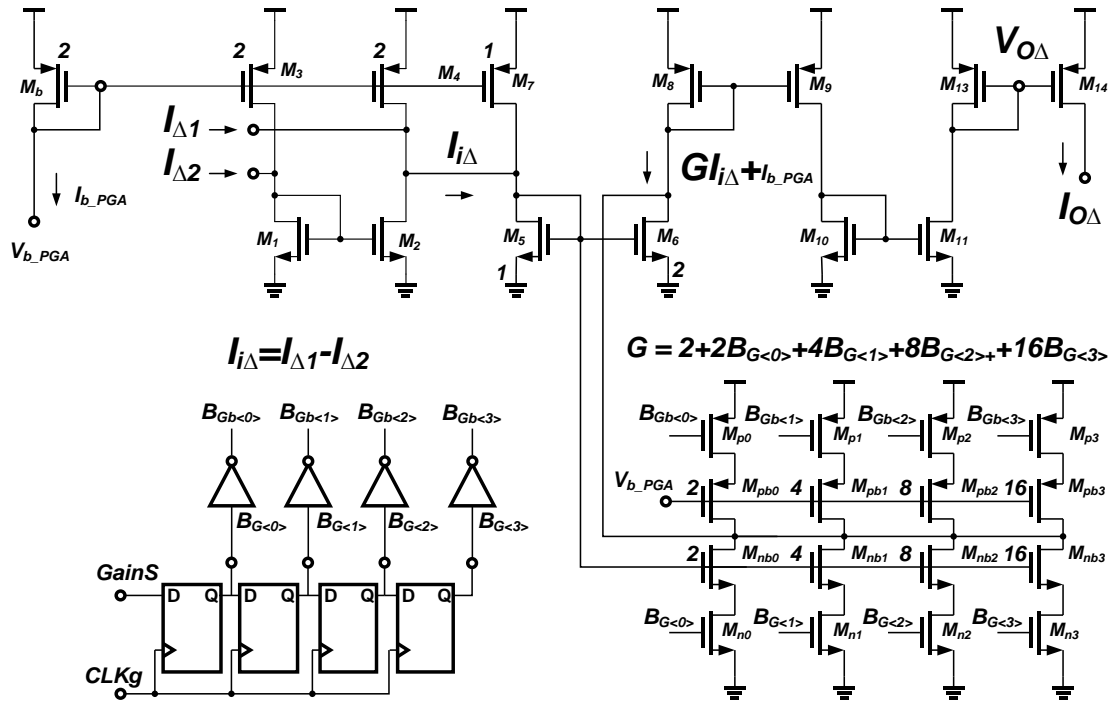 2 2 1
M_b M_3 M_4 M_7 M_8 M_9 M_13 V_OΔ M_14
I_Δ1
I_Δ2 I_iΔ GI_iΔ+I_b_PGA
I_b_PGA I_OΔ
V_b_PGA M_1 M_2 M_5 M_6 M_10 M_11
1 2
I_iΔ=I_Δ1-I_Δ2 G = 2+2B_G<0>+4B_G<1>+8B_G<2>+ +16B_G<3>
B_Gb<0> B_Gb<1> B_Gb<2> B_Gb<3>
B_Gb<0> B_Gb<1> B_Gb<2> B_Gb<3>
M_p0 M_p1 M_p2 M_p3
V_b_PGA 2 M_pb0 4 M_pb1 8 M_pb2 16 M_pb3
B_G<0> B_G<1> B_G<2> B_G<3>
2 M_nb0 4 M_nb1 8 M_nb2 16 M_nb3
GainS D Q D Q D Q D Q
B_G<0> M_n0 B_G<1> M_n1 B_G<2> M_n2 B_G<3> M_n3
CLKg